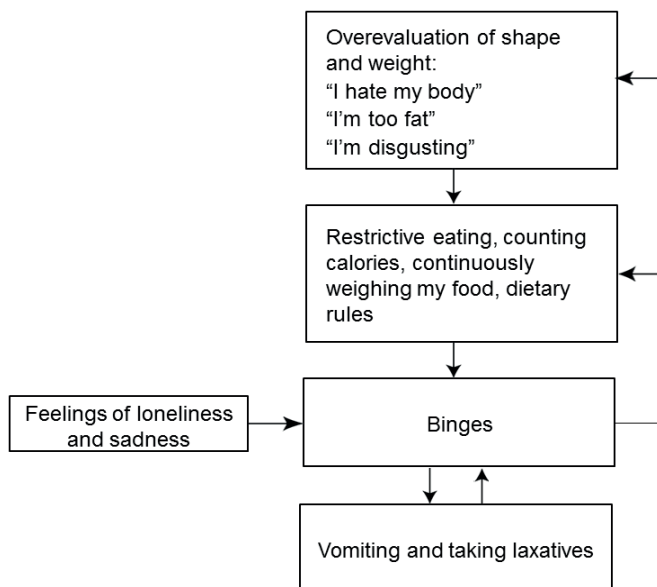 Overevaluation of shape
and weight:
“I hate my body”
“I’m too fat”
“I’m disgusting”
Restrictive eating, counting
calories, continuously
weighing my food, dietary
rules
Feelings of loneliness
and sadness
Binges
Vomiting and taking laxatives